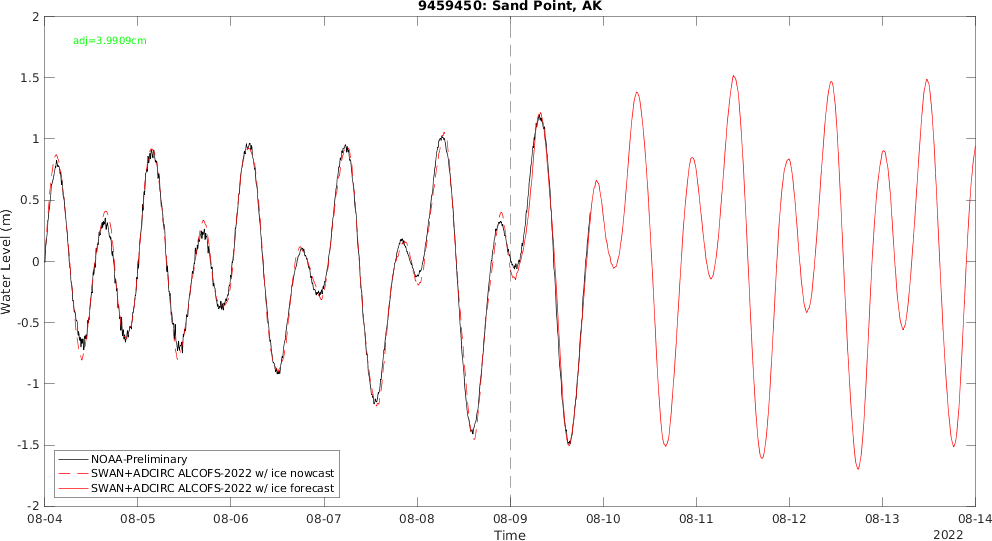 9459450: Sand Point, AK
adj=3.9909cm
Water Level (m)
2
1.5
1
0.5
0
-0.5
-1
-1.5
-2
NOAA-Preliminary
SWAN+ADCIRC ALCOFS-2022 w/ ice nowcast
SWAN+ADCIRC ALCOFS-2022 w/ ice forecast
08-04 08-05 08-06 08-07 08-08 08-09 08-10 08-11 08-12 08-13 08-14
Time
2022